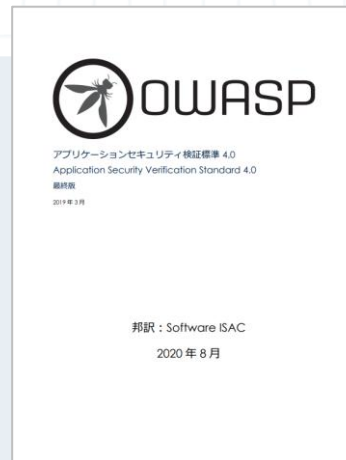 OWASP
アプリケーションセキュリティ検証標準 4.0
Application Security Verification Standard 4.0
最終版
2019 年 3 月
邦訳：Software ISAC
2020 年 8 月